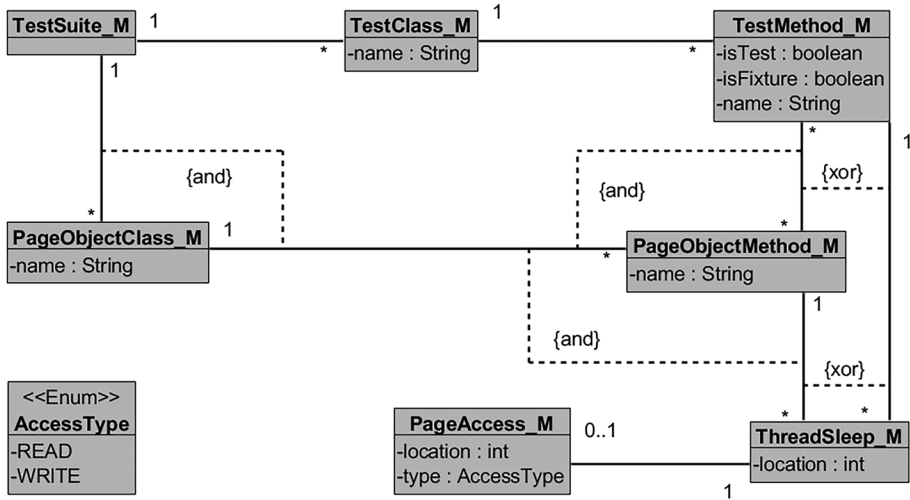 TestSuite_M
1
*
TestClass_M
-name : String
1
*
TestMethod_M
-isTest : boolean
-isFixture : boolean
-name : String
1
*
1
{and}
{and}
{xor}
*
*
PageObjectClass_M
-name : String
1
*
PageObjectMethod_M
-name : String
1
{and}
{xor}
<<Enum>>
AccessType
-READ
-WRITE
PageAccess_M
-location : int
-type : AccessType
0..1
1
*
*
ThreadSleep_M
-location : int